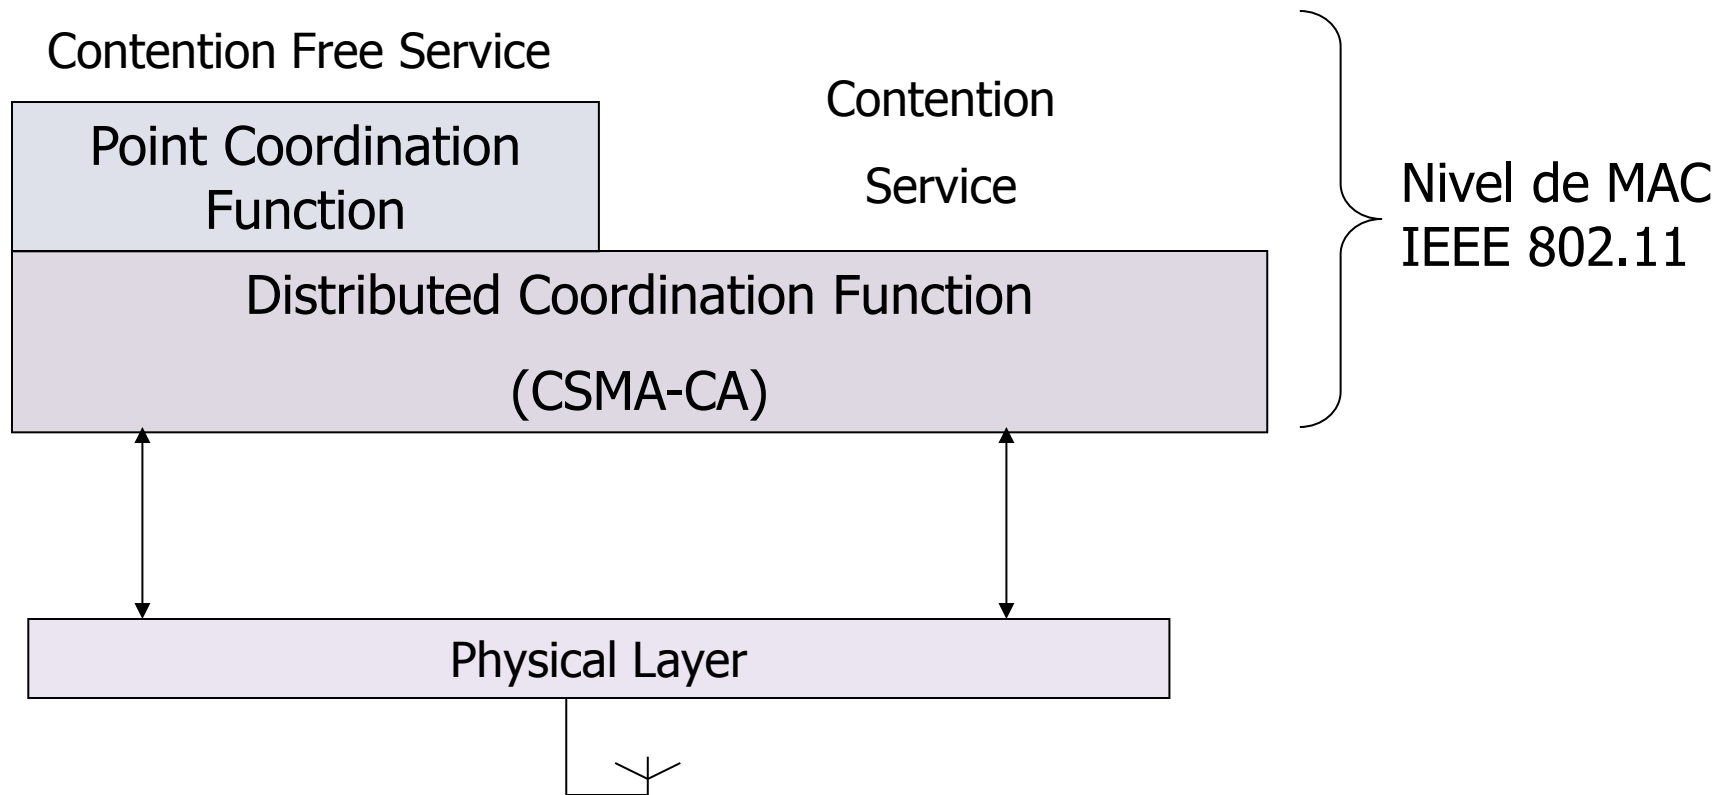 Contention Free Service
Contention
Service
Point Coordination
Function
Nivel de MAC
IEEE 802.11
Distributed Coordination Function
(CSMA-CA)
Physical Layer